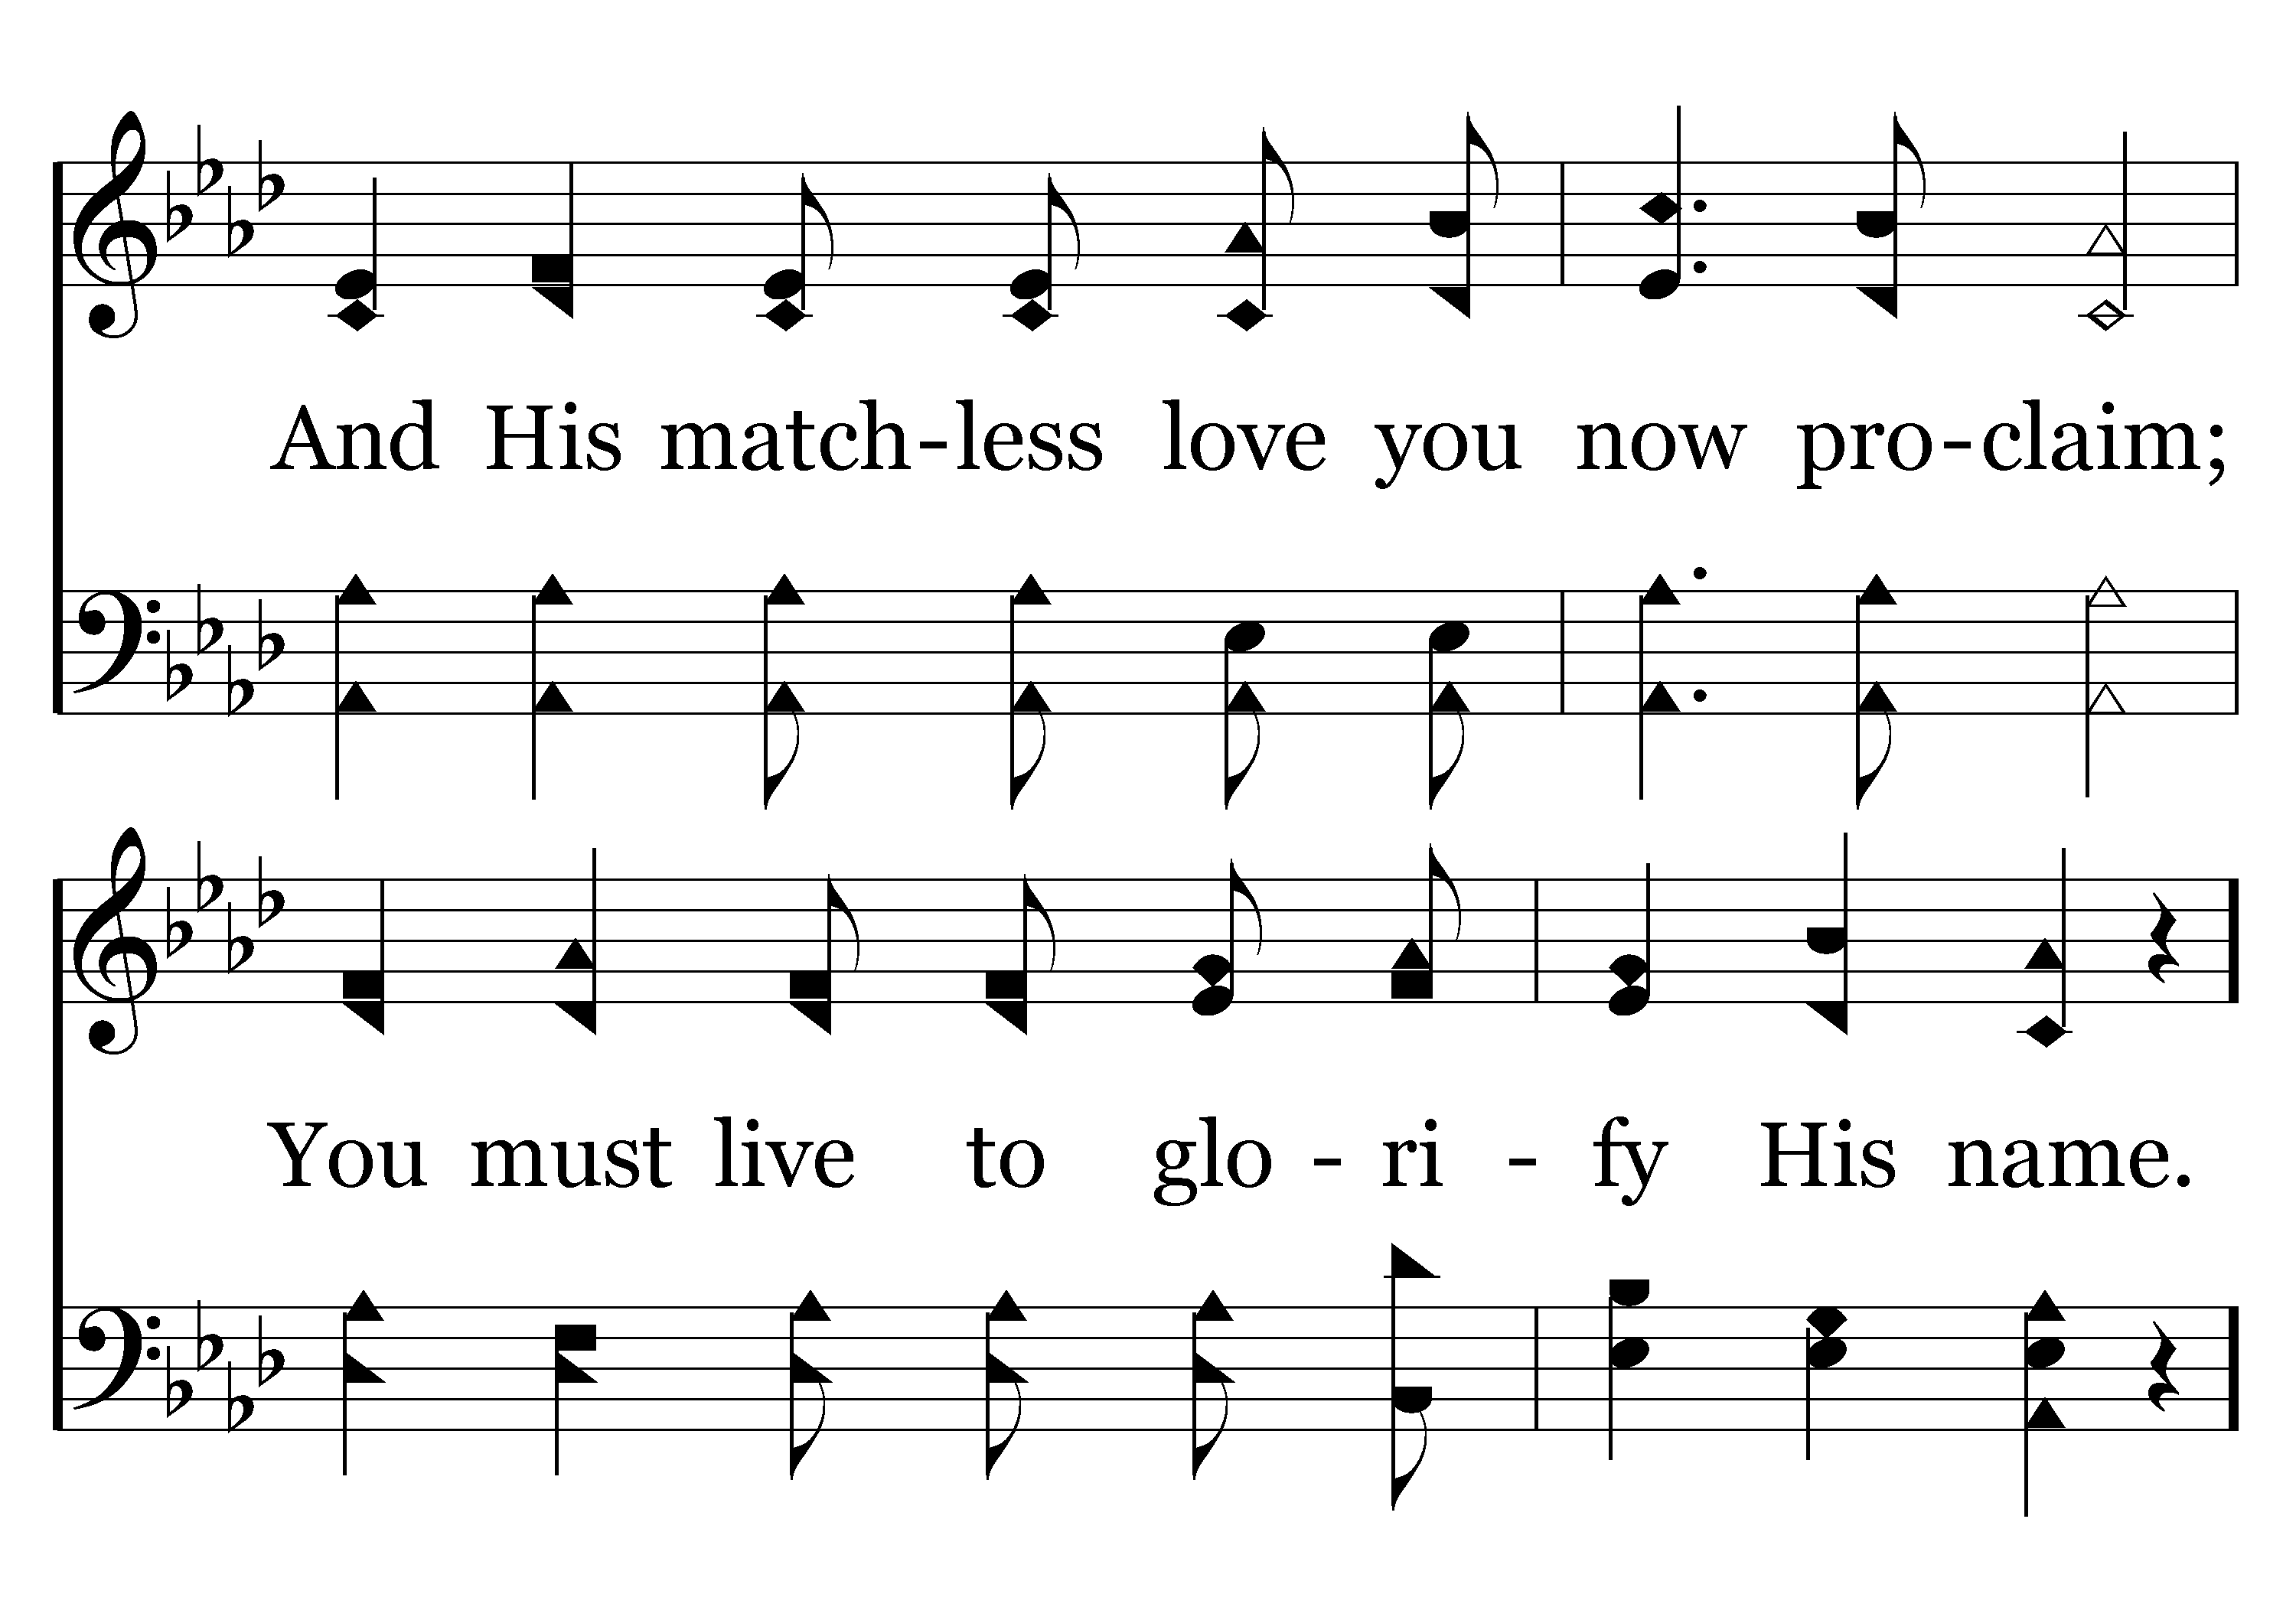 And His match-less love you now pro-claim;
You must live to glo - ri - fy His name.